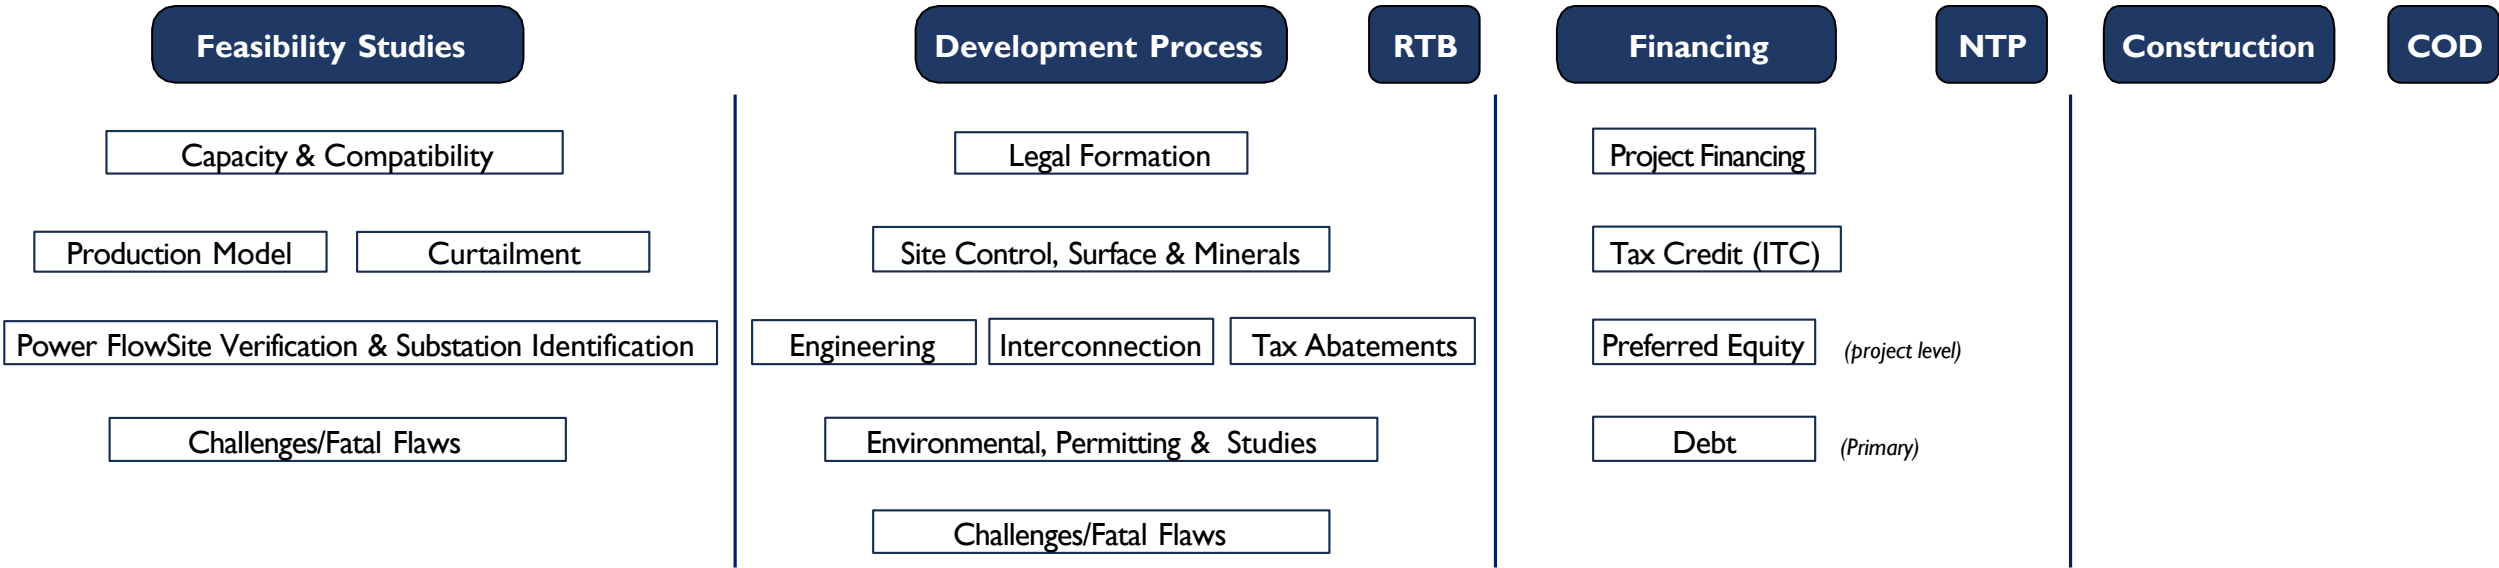 Feasibility Studies
Development Process
RTB
Financing
NTP
Construction
COD
Capacity & Compatibility
Production Model
Curtailment
Power FlowSite Verification & Substation Identification
Challenges/Fatal Flaws
Legal Formation
Site Control, Surface & Minerals
Engineering
Interconnection
Tax Abatements
Environmental, Permitting & Studies
Challenges/Fatal Flaws
Project Financing
Tax Credit (ITC)
Preferred Equity
(project level)
Debt
(Primary)